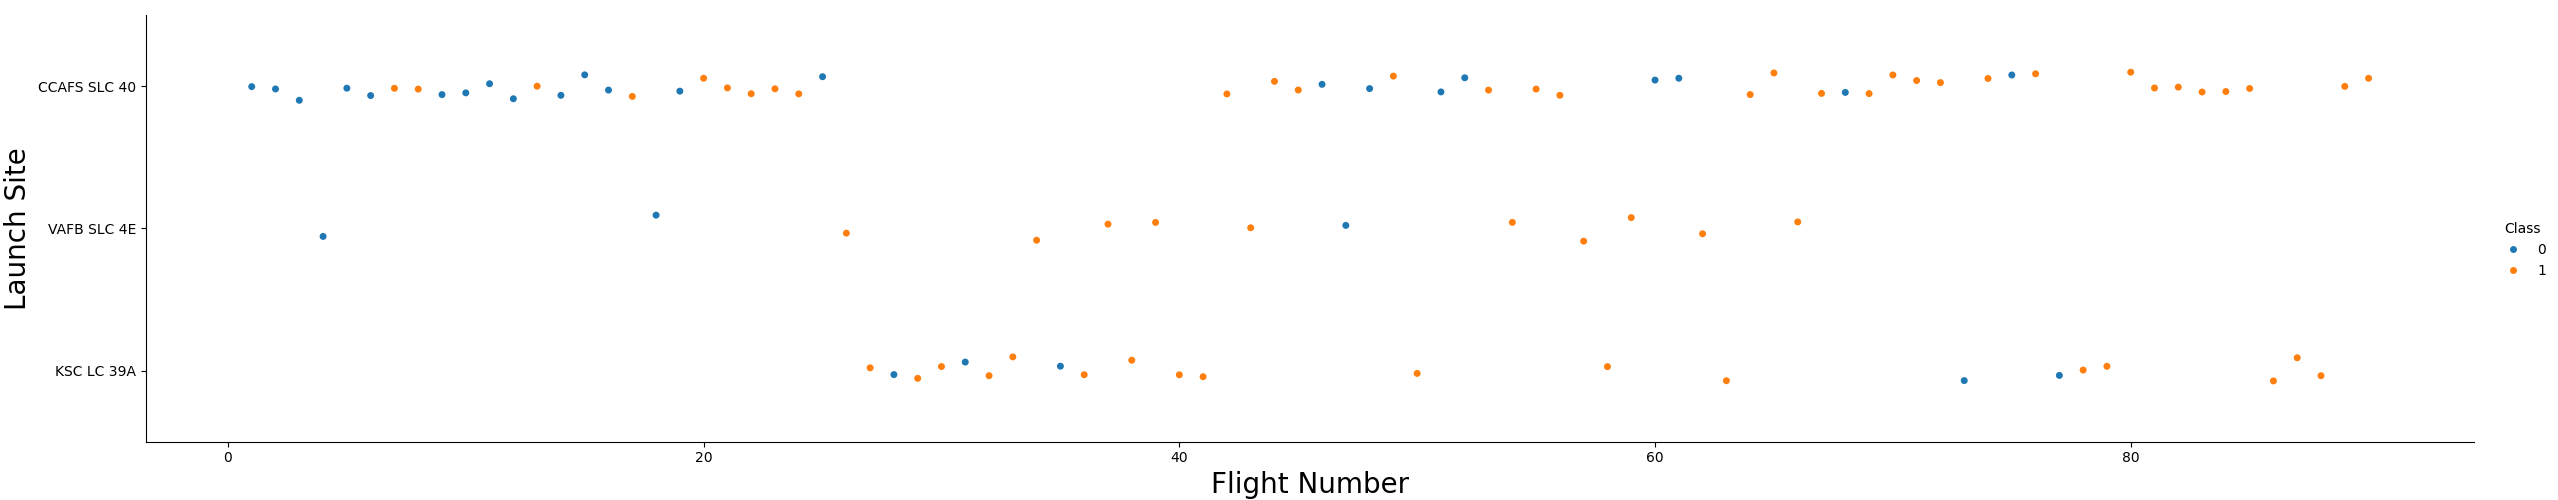 CCAFS SLC 40
VAFB SLC 4E
KSC LC 39A
Launch Site
0 20 40 60 80
Flight Number
Class
0
1